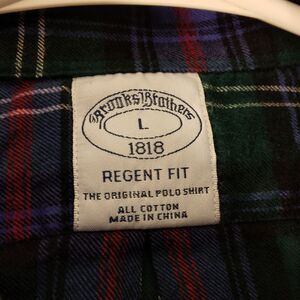 Brooks Brothers
L
1818
REGENT FIT
THE ORIGINAL POLO SHIRT
ALL COTTON
MADE IN CHINA